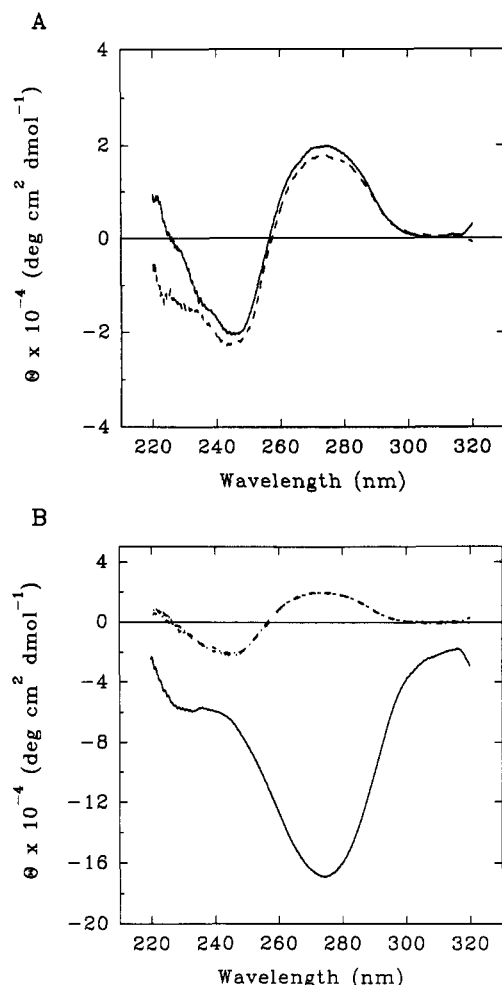 A
4
2
0
-2
-4
Θ x 10⁻⁴ (deg cm² dmol⁻¹)
220 240 260 280 300 320
Wavelength (nm)
B
4
0
-4
-8
-12
-16
-20
Θ x 10⁻⁴ (deg cm² dmol⁻¹)
220 240 260 280 300 320
Wavelength (nm)